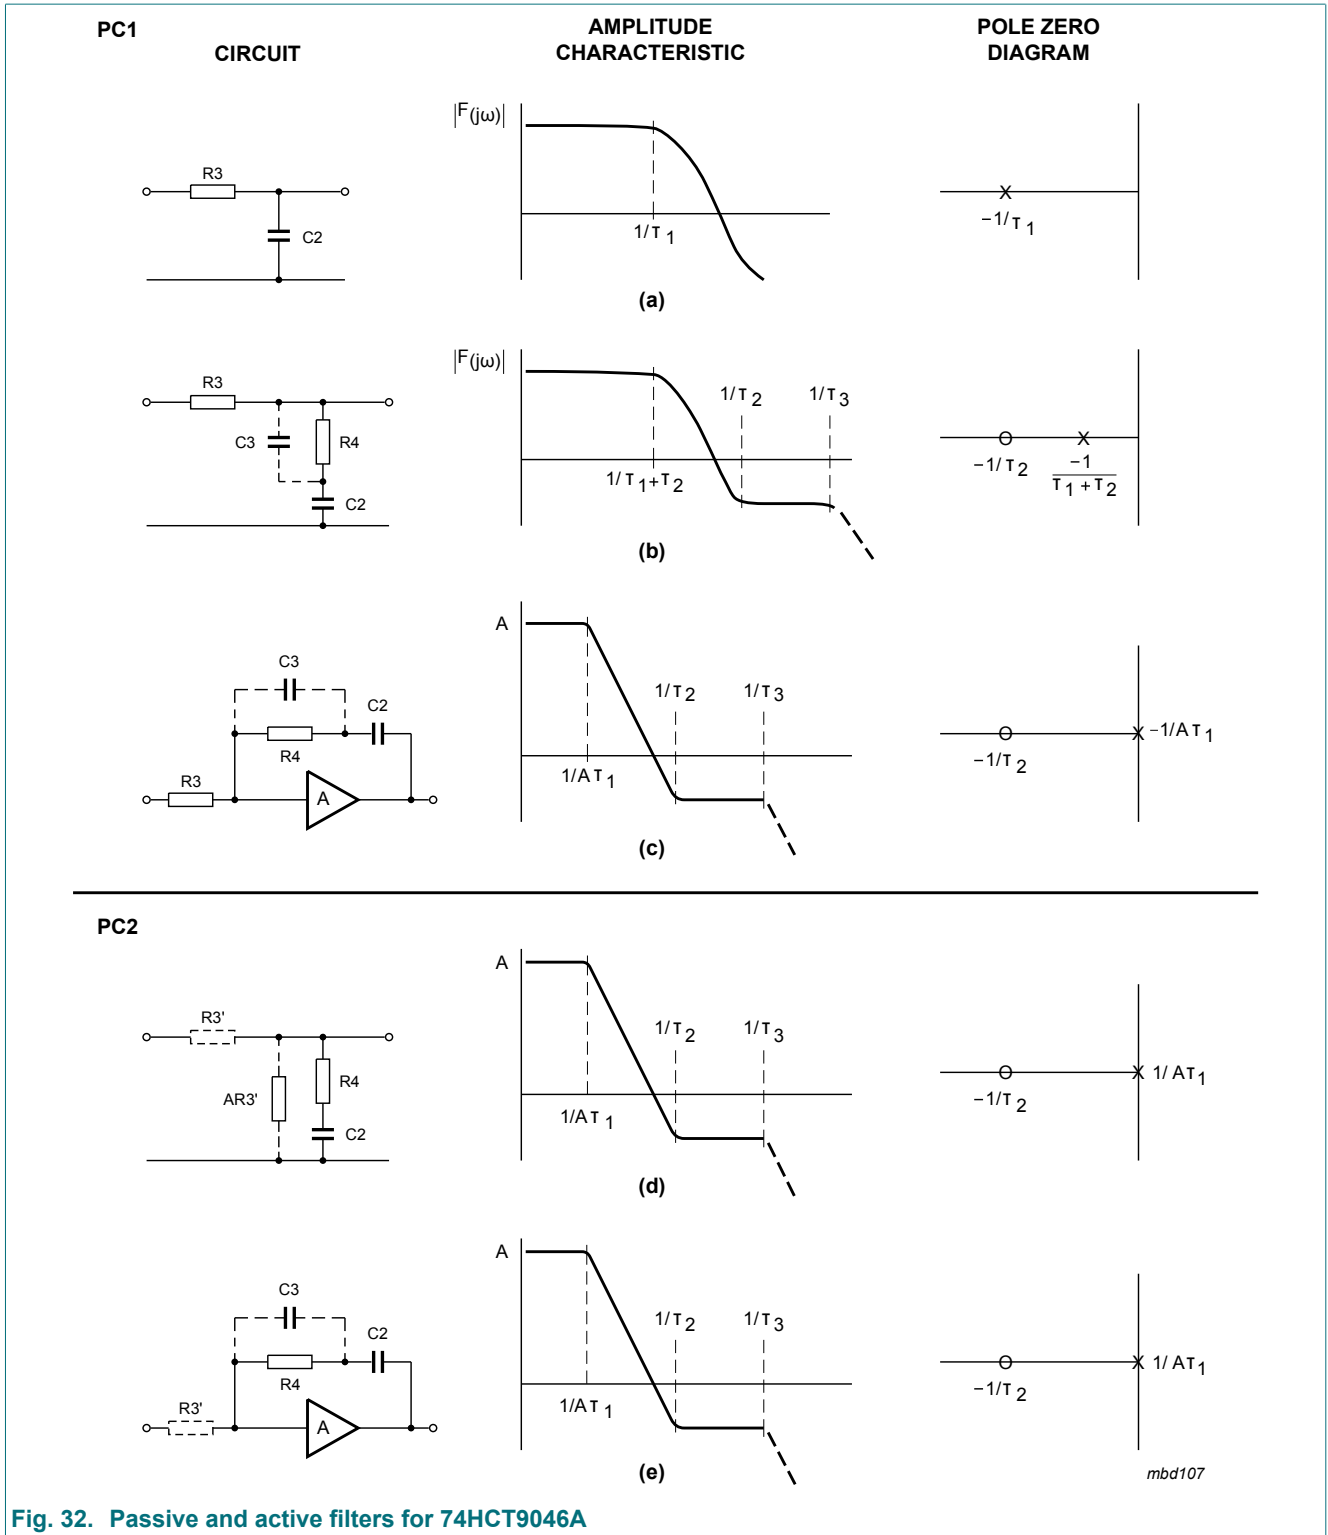 PC1
CIRCUIT
AMPLITUDE
CHARACTERISTIC
POLE ZERO
DIAGRAM
R3
C2
|F(jω)|
1/τ1
(a)
−1/τ1
R3
C3
R4
C2
|F(jω)|
1/τ1+τ2
1/τ2
1/τ3
(b)
−1/τ2
−1
τ1+τ2
C3
C2
R4
R3
A
A
1/Aτ1
1/τ2
1/τ3
(c)
−1/τ2
−1/Aτ1
PC2
R3'
AR3'
R4
C2
A
1/Aτ1
1/τ2
1/τ3
(d)
−1/τ2
1/Aτ1
C3
C2
R4
R3'
A
A
1/Aτ1
1/τ2
1/τ3
(e)
−1/τ2
1/Aτ1
mbd107
Fig. 32. Passive and active filters for 74HCT9046A